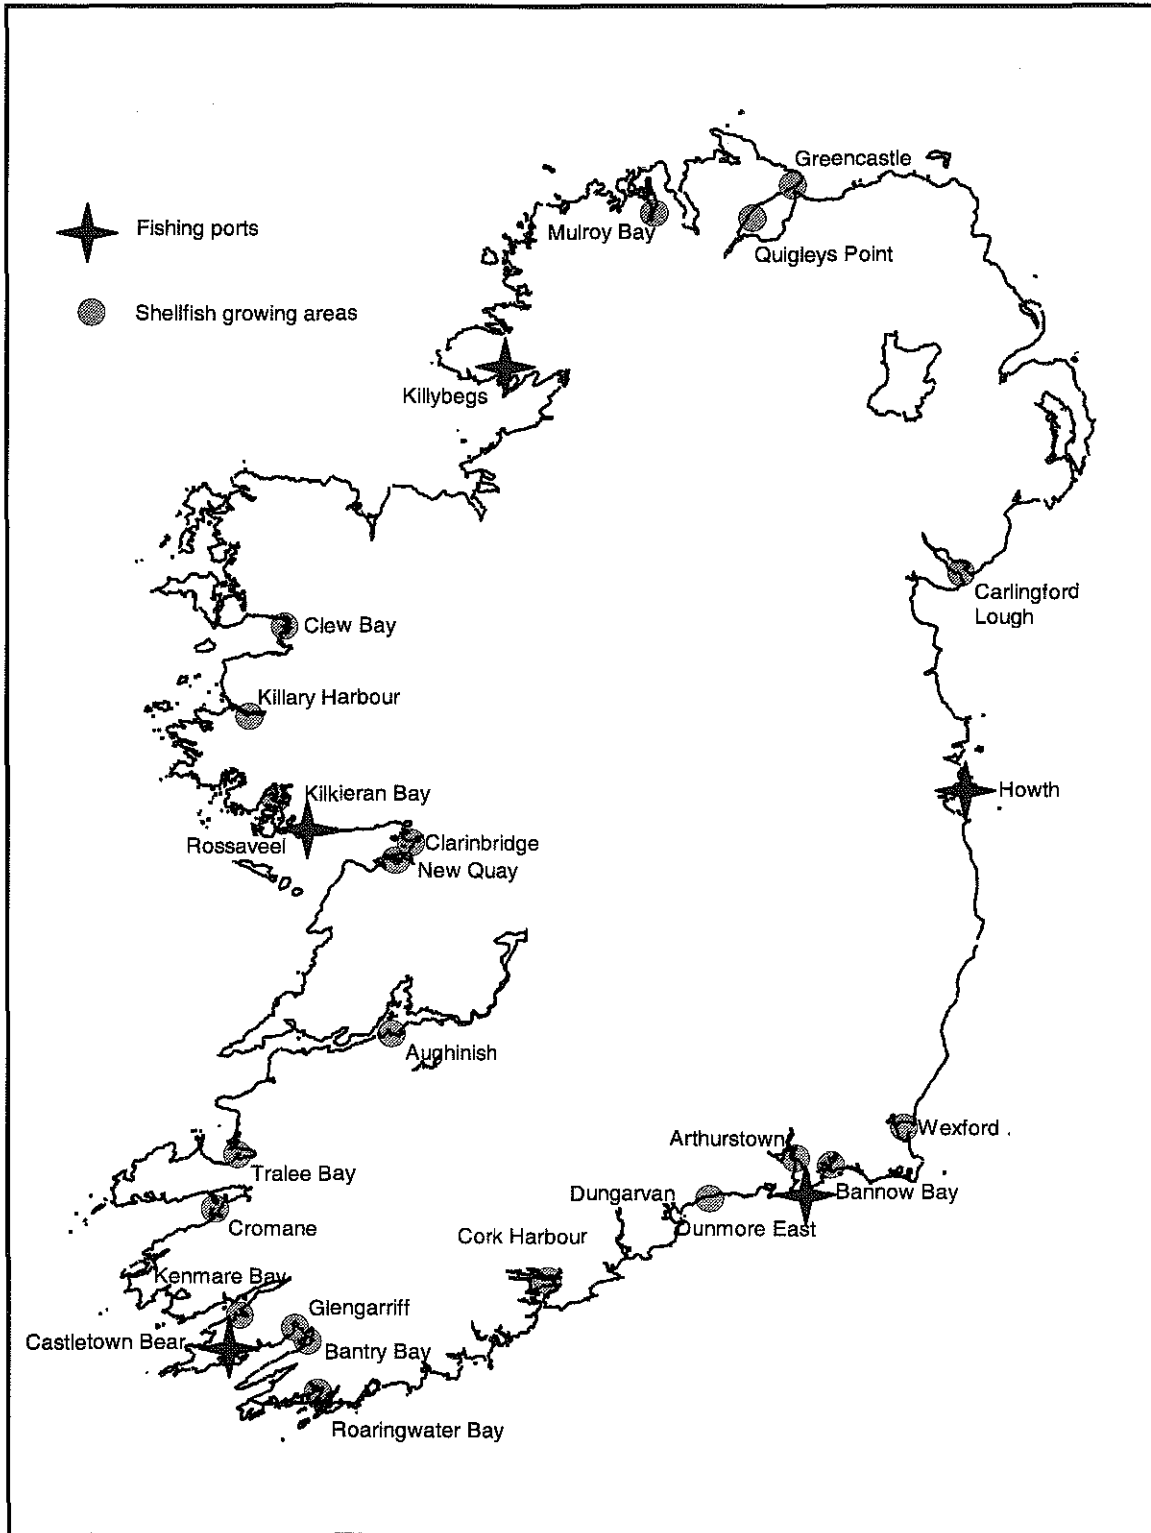 Greencastle
Fishing ports
Mulroy Bay
Quigleys Point
Shellfish growing areas
Killybegs
Carlingford
Lough
Clew Bay
Killary Harbour
Kilkieran Bay
Howth
Rossaveel
Clarinbridge
New Quay
Aughinish
Wexford
Arthurstown
Tralee Bay
Dungarvan
Bannow Bay
Cromane
Dunmore East
Cork Harbour
Kenmare Bay
Glengarriff
Castletown Bear
Bantry Bay
Roaringwater Bay